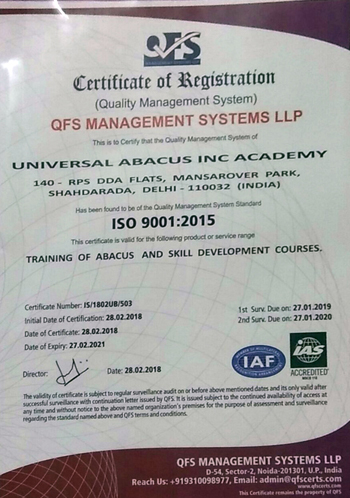 QFS
Certificate of Registration
(Quality Management System)
QFS MANAGEMENT SYSTEMS LLP
This is to Certify that the Quality Management System of
UNIVERSAL ABACUS INC ACADEMY
140 - RPS DDA FLATS, MANSAROVER PARK,
SHAHDARADA, DELHI - 110032 (INDIA)
Has been found to be of the Quality Management System Standard
ISO 9001:2015
This certificate is valid for the following product or service range
TRAINING OF ABACUS AND SKILL DEVELOPMENT COURSES.
Certificate Number: IS/1802UB/503
Initial Date of Certification: 28.02.2018
Date of Certificate: 28.02.2018
Date of Expiry: 27.02.2021
1st Surv. Due on: 27.01.2019
2nd Surv. Due on: 27.01.2020
Director:
Date: 28.02.2018
IAF
IAS
ACCREDITED
The validity of certificate is subject to regular surveillance audit on or before above mentioned dates and its only valid after
successful surveillance with continuation letter issued by QFS. It is issued subject to the continued availability of access at
any time and without notice to the above named organization's premises for the purpose of assessment and surveillance
regarding the standard named above and QFS terms and conditions.
QFS MANAGEMENT SYSTEMS LLP
D-54, Sector-2, Noida-201301, U.P., India
Reach Us: +919310098977, Email: admin@qfscerts.com
www.qfscerts.com
This Certificate remains the property of QFS